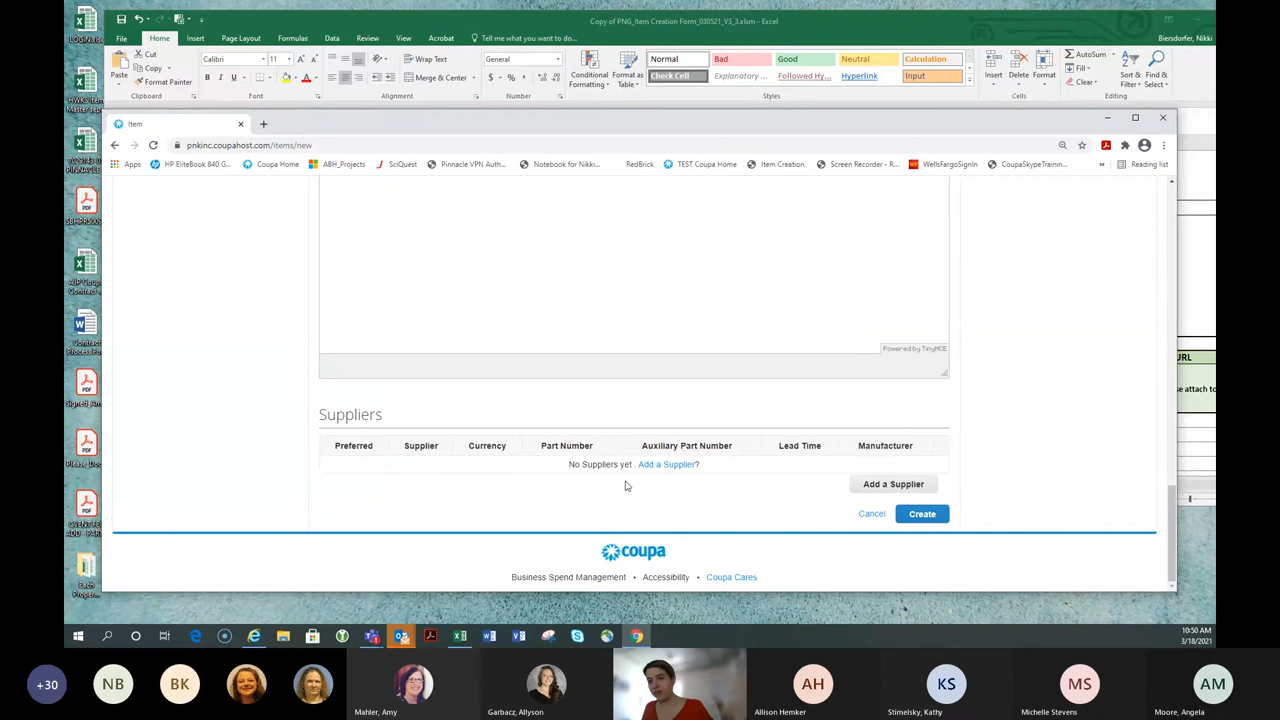 Copy of PNG_Item Creation Form_030521_V3_3.xlsm - Excel
File Home Insert Page Layout Formulas Data Review View Acrobat Tell me what you want to do... Biersdorfer, Nikki
Paste Cut Copy Format Painter Clipboard
Calibri 11 B I U A Font
Wrap Text Merge & Center Alignment
General $ % Number
Conditional Formatting Format as Table
Normal Bad Good Neutral Calculation
Check Cell Explanatory ... Followed Hy... Hyperlink Input
Styles
Insert Delete Format Cells
AutoSum Fill Clear Sort & Filter Find & Select Editing
Item
pnkinc.coupahost.com/items/new
Apps HP EliteBook 840 G... Coupa Home ABH_Projects SciQuest Pinnacle VPN Auth... Notebook for Nikki... RedBrick TEST Coupa Home Item Creation Screen Recorder - R... WellsFargoSignIn CoupaSkypeTrainin... Reading list
Powered by TinyMCE
URL
se attach to
Suppliers
Preferred Supplier Currency Part Number Auxiliary Part Number Lead Time Manufacturer
No Suppliers yet . Add a Supplier?
Add a Supplier
Cancel Create
coupa
Business Spend Management • Accessibility • Coupa Cares
10:50 AM
3/18/2021
+30 NB BK AH KS MS AM
Mahler, Amy Garbacz, Allyson Allison Hemker Stimelsky, Kathy Michelle Stevens Moore, Angela